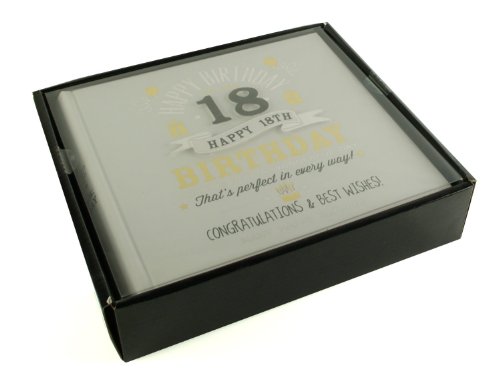 HAPPY BIRTHDAY
18
HAPPY 18TH
BIRTHDAY
That's perfect in every way!
CONGRATULATIONS & BEST WISHES!